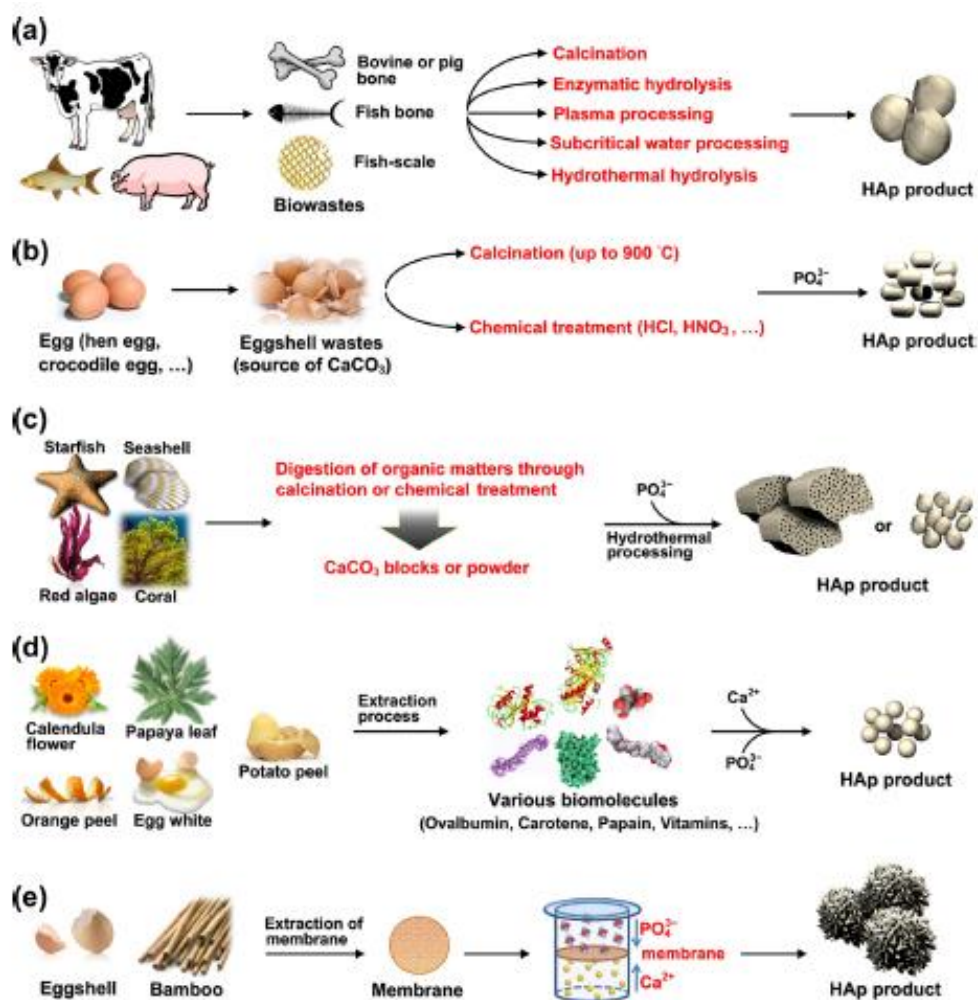 (a)
Bovine or pig
bone
Fish bone
Fish-scale
Biowastes
Calcination
Enzymatic hydrolysis
Plasma processing
Subcritical water processing
Hydrothermal hydrolysis
HAp product
(b)
Egg (hen egg,
crocodile egg, ...)
Eggshell wastes
(source of CaCO₃)
Calcination (up to 900 °C)
Chemical treatment (HCl, HNO₃, ...)
PO₄³⁻
HAp product
(c)
Starfish Seashell
Red algae Coral
Digestion of organic matters through
calcination or chemical treatment
CaCO₃ blocks or powder
PO₄³⁻
Hydrothermal
processing
or
HAp product
(d)
Calendula
flower
Papaya leaf
Orange peel
Egg white
Potato peel
Extraction
process
Various biomolecules
(Ovalbumin, Carotene, Papain, Vitamins, ...)
Ca²⁺
PO₄³⁻
HAp product
(e)
Eggshell
Bamboo
Extraction of
membrane
Membrane
PO₄³⁻
membrane
Ca²⁺
HAp product